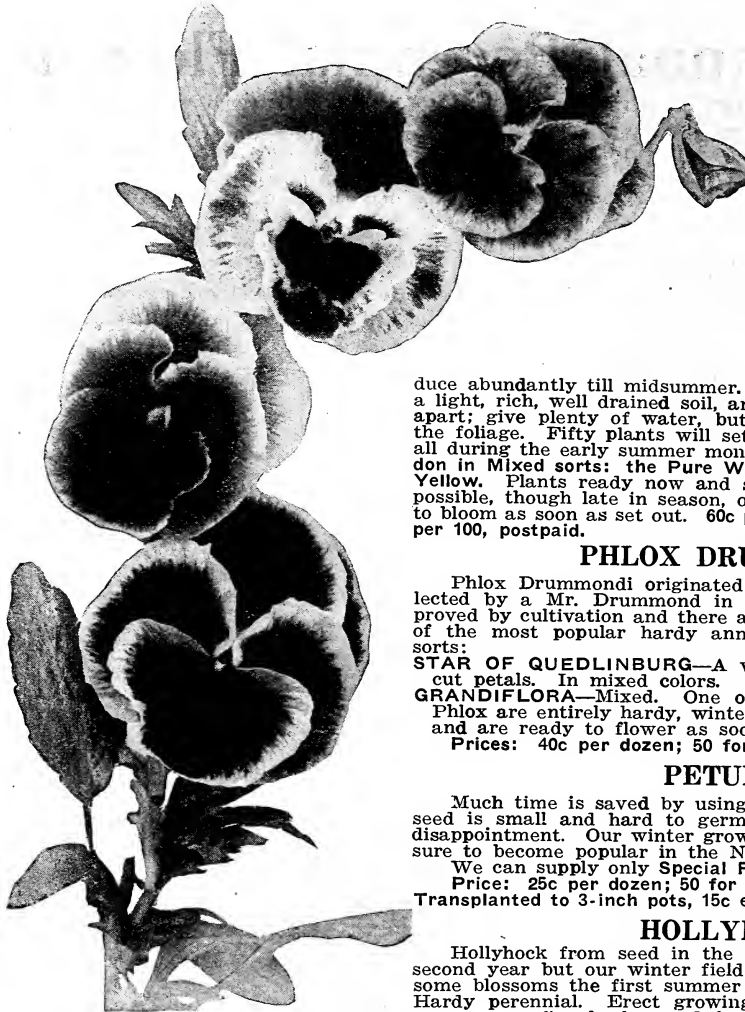 duce abundantly till midsummer.
a light, rich, well drained soil, an
apart; give plenty of water, but
the foliage. Fifty plants will set
all during the early summer mon
don in Mixed sorts: the Pure W
Yellow. Plants ready now and
possible, though late in season, o
to bloom as soon as set out. 60c
per 100, postpaid.
PHLOX DRU
Phlox Drummondi originated
lected by a Mr. Drummond in
proved by cultivation and there a
of the most popular hardy ann
sorts:
STAR OF QUEDLINBURG—A
cut petals. In mixed colors.
GRANDIFLORA—Mixed. One o
Phlox are entirely hardy, winte
and are ready to flower as soo
Prices: 40c per dozen; 50 for
PETU
Much time is saved by using
seed is small and hard to germ
disappointment. Our winter grow
sure to become popular in the N
We can supply only Special F
Price: 25c per dozen; 50 for
Transplanted to 3-inch pots, 15c e
HOLLY
Hollyhock from seed in the
second year but our winter field
some blossoms the first summer
Hardy perennial. Erect growing